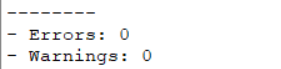 --------
- Errors: 0
- Warnings: 0